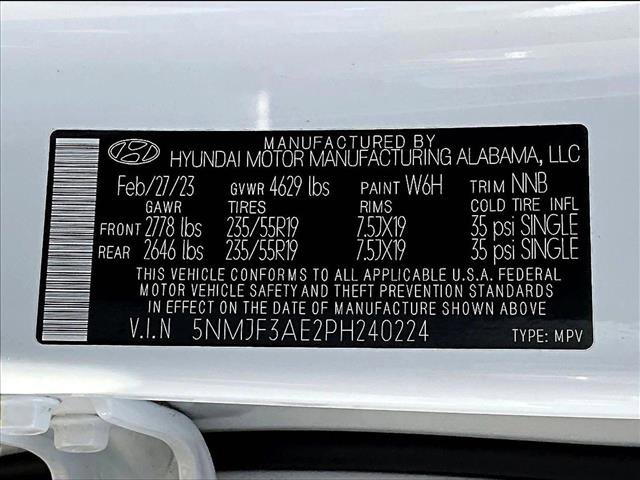 MANUFACTURED BY
HYUNDAI MOTOR MANUFACTURING ALABAMA, LLC
Feb/27/23 GVWR 4629 lbs PAINT W6H TRIM NNB
GAWR TIRES RIMS COLD TIRE INFL
FRONT 2778 lbs 235/55R19 7.5JX19 35 psi SINGLE
REAR 2646 lbs 235/55R19 7.5JX19 35 psi SINGLE
THIS VEHICLE CONFORMS TO ALL APPLICABLE U.S.A. FEDERAL
MOTOR VEHICLE SAFETY AND THEFT PREVENTION STANDARDS
IN EFFECT ON THE DATE OF MANUFACTURE SHOWN ABOVE
V.I.N 5NMJF3AE2PH240224 TYPE: MPV